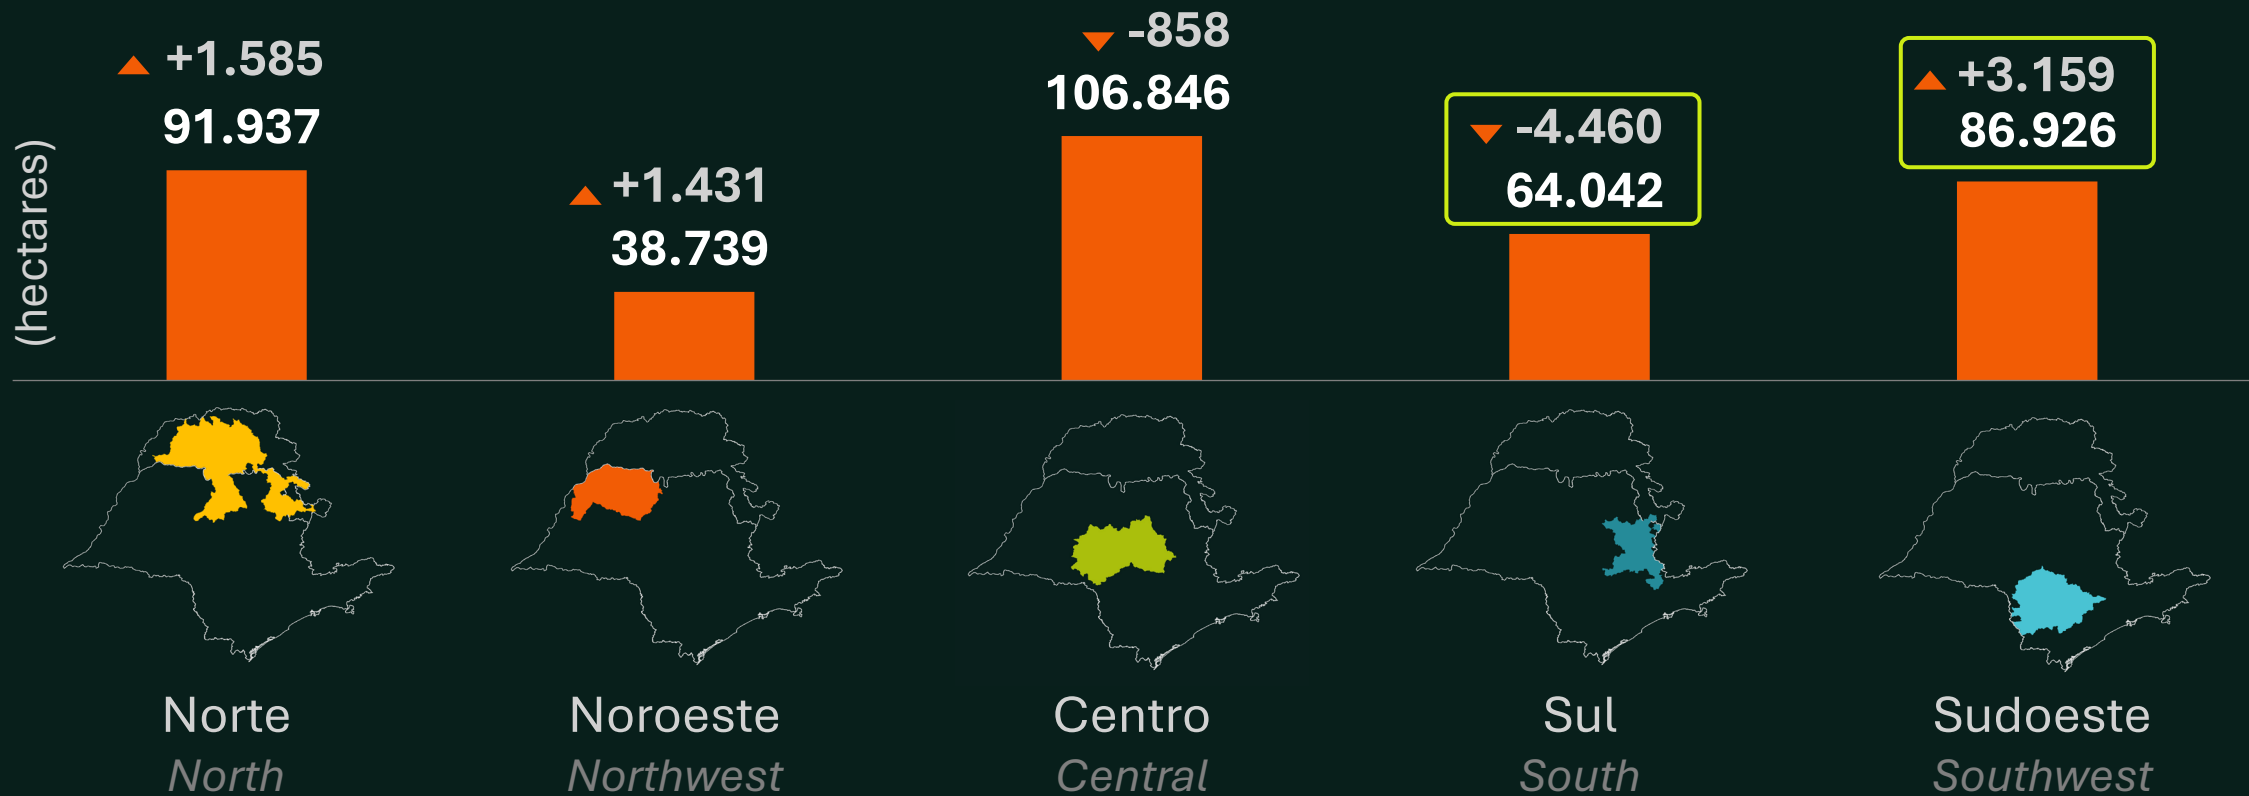 (hectares)
+1.585
91.937
+1.431
38.739
-858
106.846
-4.460
64.042
+3.159
86.926
Norte
North
Noroeste
Northwest
Centro
Central
Sul
South
Sudoeste
Southwest